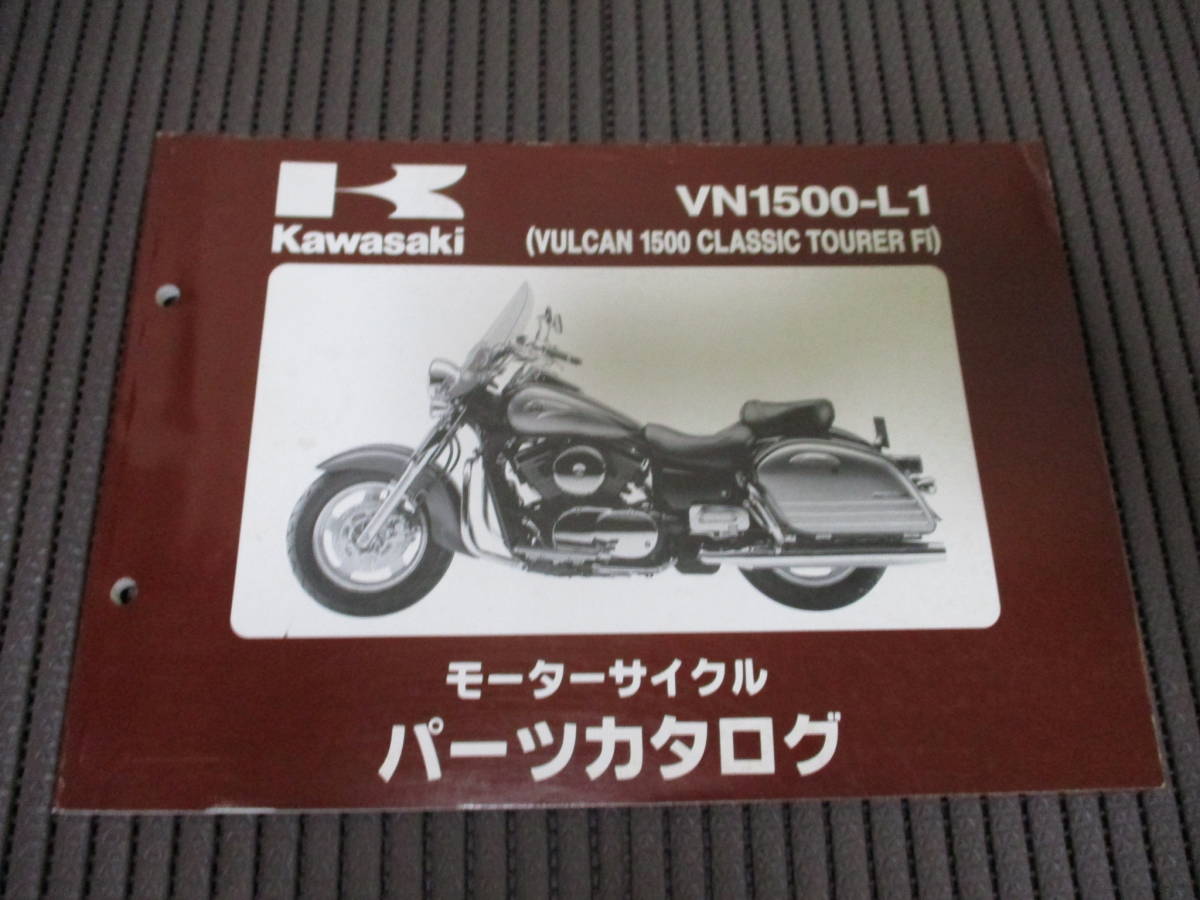 Kawasaki
VN1500-L1
(VULCAN 1500 CLASSIC TOURER FI)
モーターサイクル
パーツカタログ